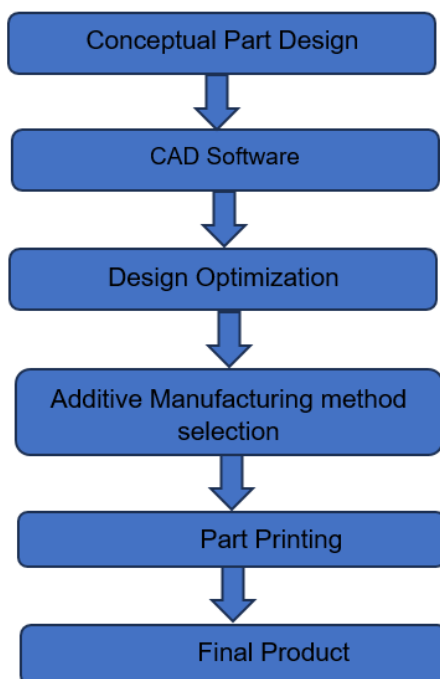 Conceptual Part Design
CAD Software
Design Optimization
Additive Manufacturing method
selection
Part Printing
Final Product